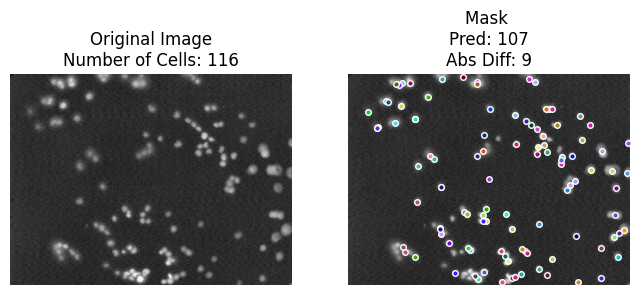 Original Image
Number of Cells: 116
Mask
Pred: 107
Abs Diff: 9